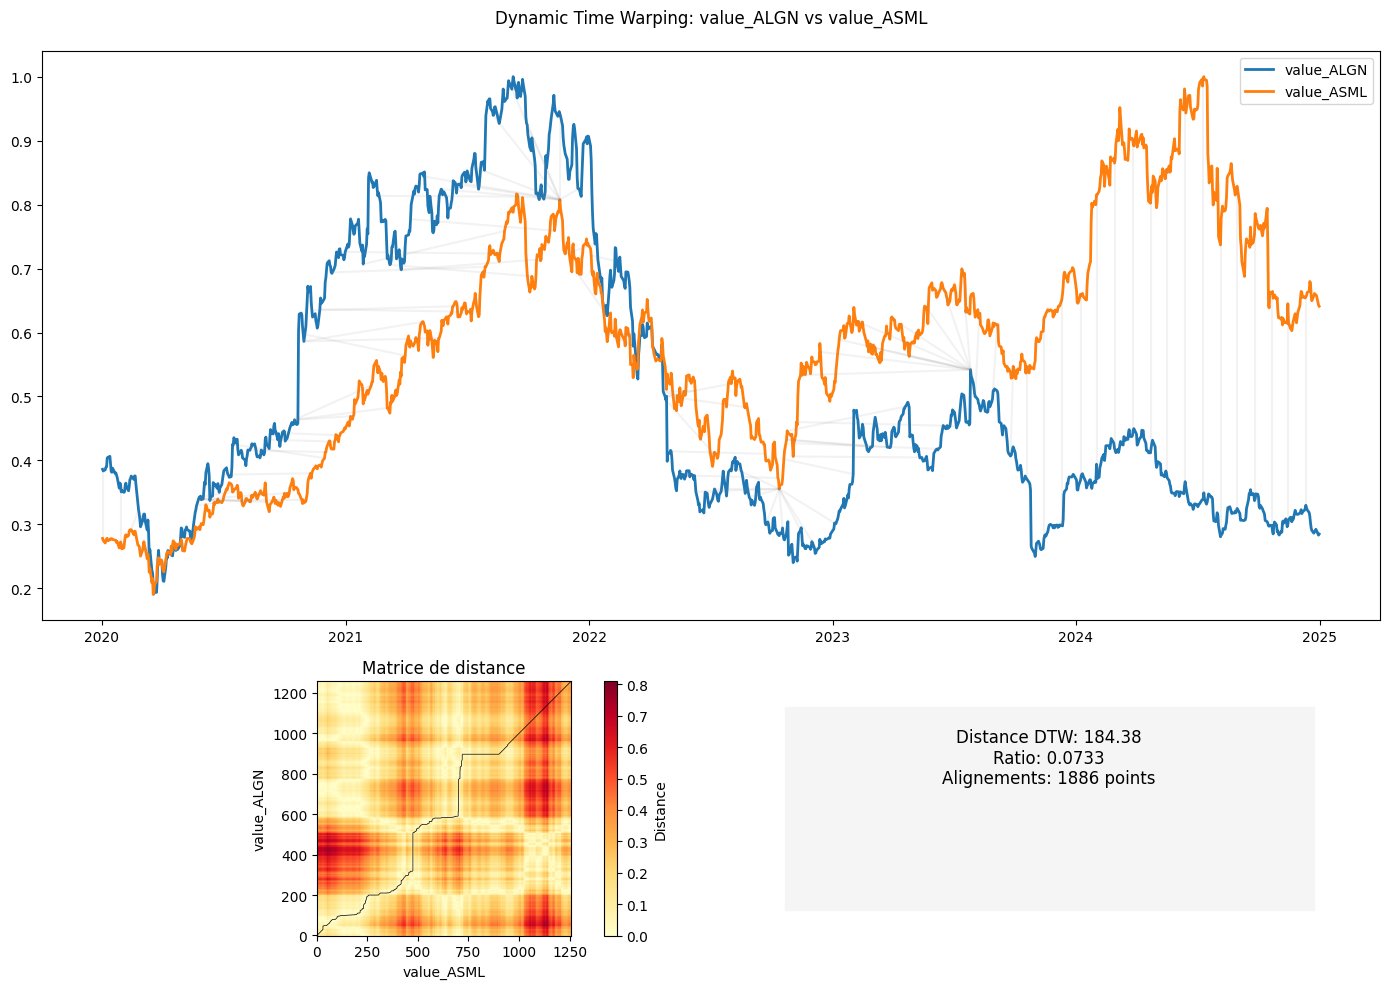 Dynamic Time Warping: value_ALGN vs value_ASML
value_ALGN
value_ASML
1.0
0.9
0.8
0.7
0.6
0.5
0.4
0.3
0.2
2020 2021 2022 2023 2024 2025
Matrice de distance
value_ALGN
1200
1000
800
600
400
200
0
0 250 500 750 1000 1250
value_ASML
0.8
0.7
0.6
0.5
0.4
0.3
0.2
0.1
0.0
Distance
Distance DTW: 184.38
Ratio: 0.0733
Alignements: 1886 points